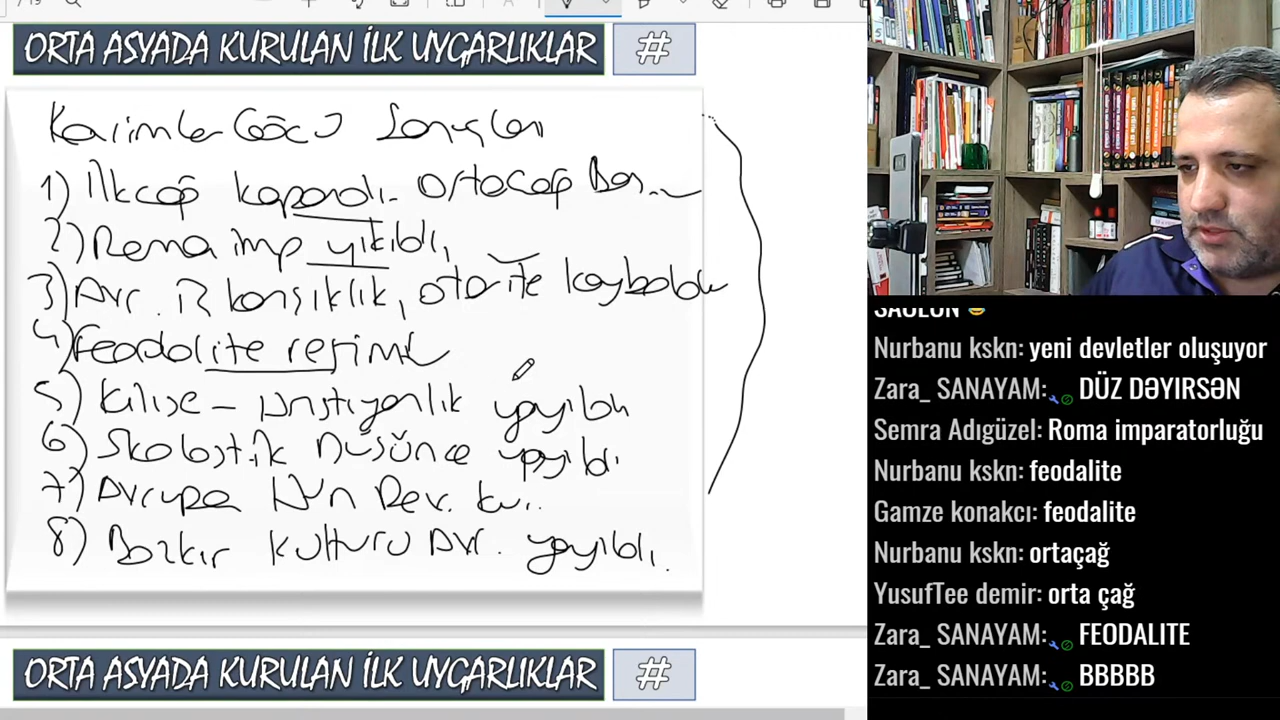 ORTA ASYADA KURULAN İLK UYGARLIKLAR #
Kavimler Göçü Sonuçları
1) İlkçağ kapandı. Ortaçağ Baş...
2) Roma imp yıkıldı,
3) Avr. karışıklık, otorite kayboldu
4) Feodalite rejimi
5) Kilise - Hristiyanlık yayıldı
6) Skolastik Düşünce yayıldı
7) Avrupa Hun Dev. kur..
8) Bozkır kültürü Avr. yayıldı.
ORTA ASYADA KURULAN İLK UYGARLIKLAR #
Nurbanu kskn: yeni devletler oluşuyor
Zara_ SANAYAM: DÜZ DƏYIRSƏN
Semra Adıgüzel: Roma imparatorluğu
Nurbanu kskn: feodalite
Gamze konakcı: feodalite
Nurbanu kskn: ortaçağ
YusufTee demir: orta çağ
Zara_ SANAYAM: FEODALITE
Zara_ SANAYAM: BBBBB